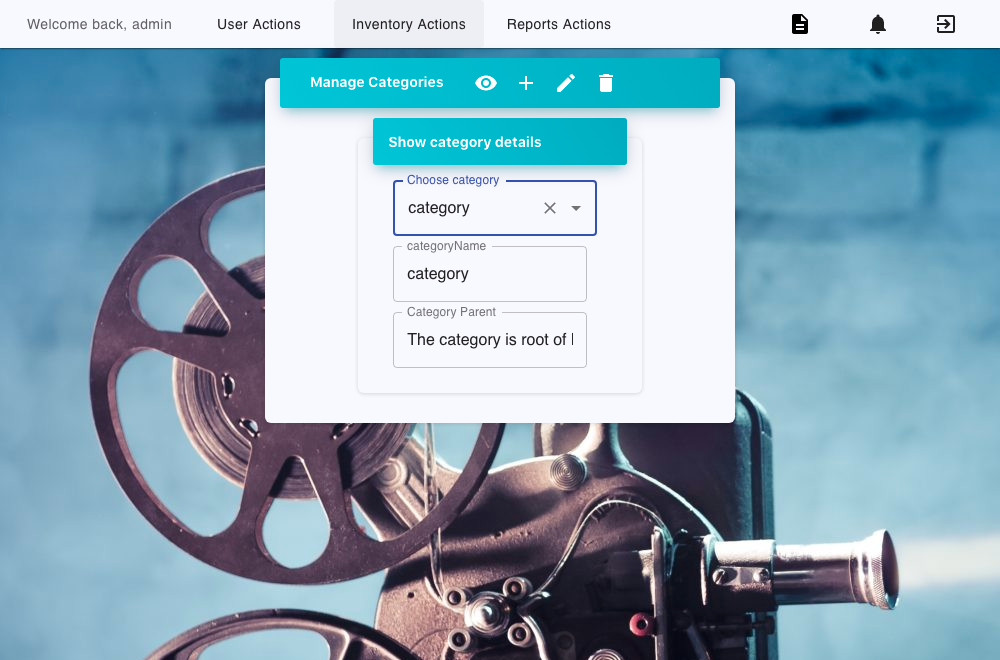 Welcome back, admin
User Actions
Inventory Actions
Reports Actions
Manage Categories
Show category details
Choose category
category
categoryName
category
Category Parent
The category is root of